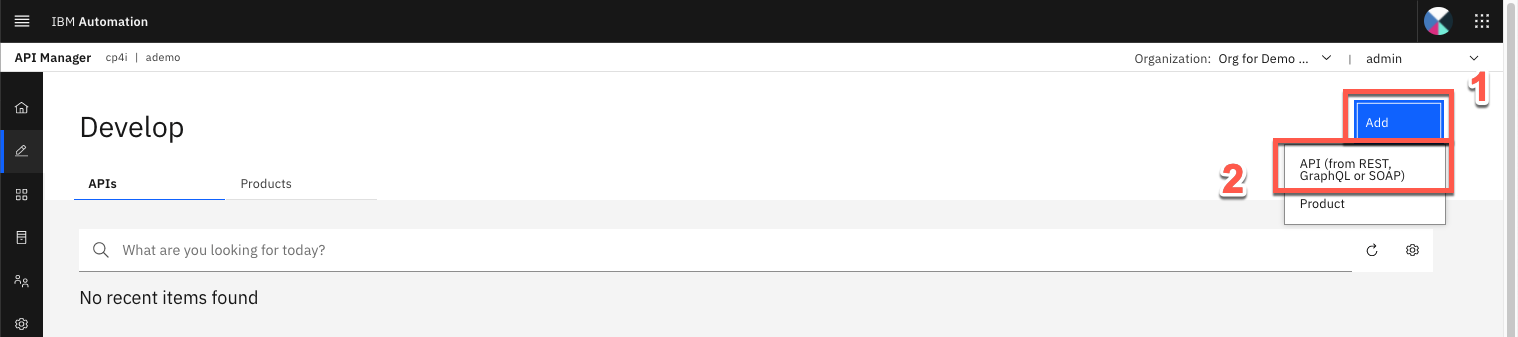 IBM Automation
API Manager cp4i | ademo Organization: Org for Demo ... | admin
1
Develop
Add
API (from REST,
GraphQL or SOAP)
2
APIs Products
Product
What are you looking for today?
No recent items found